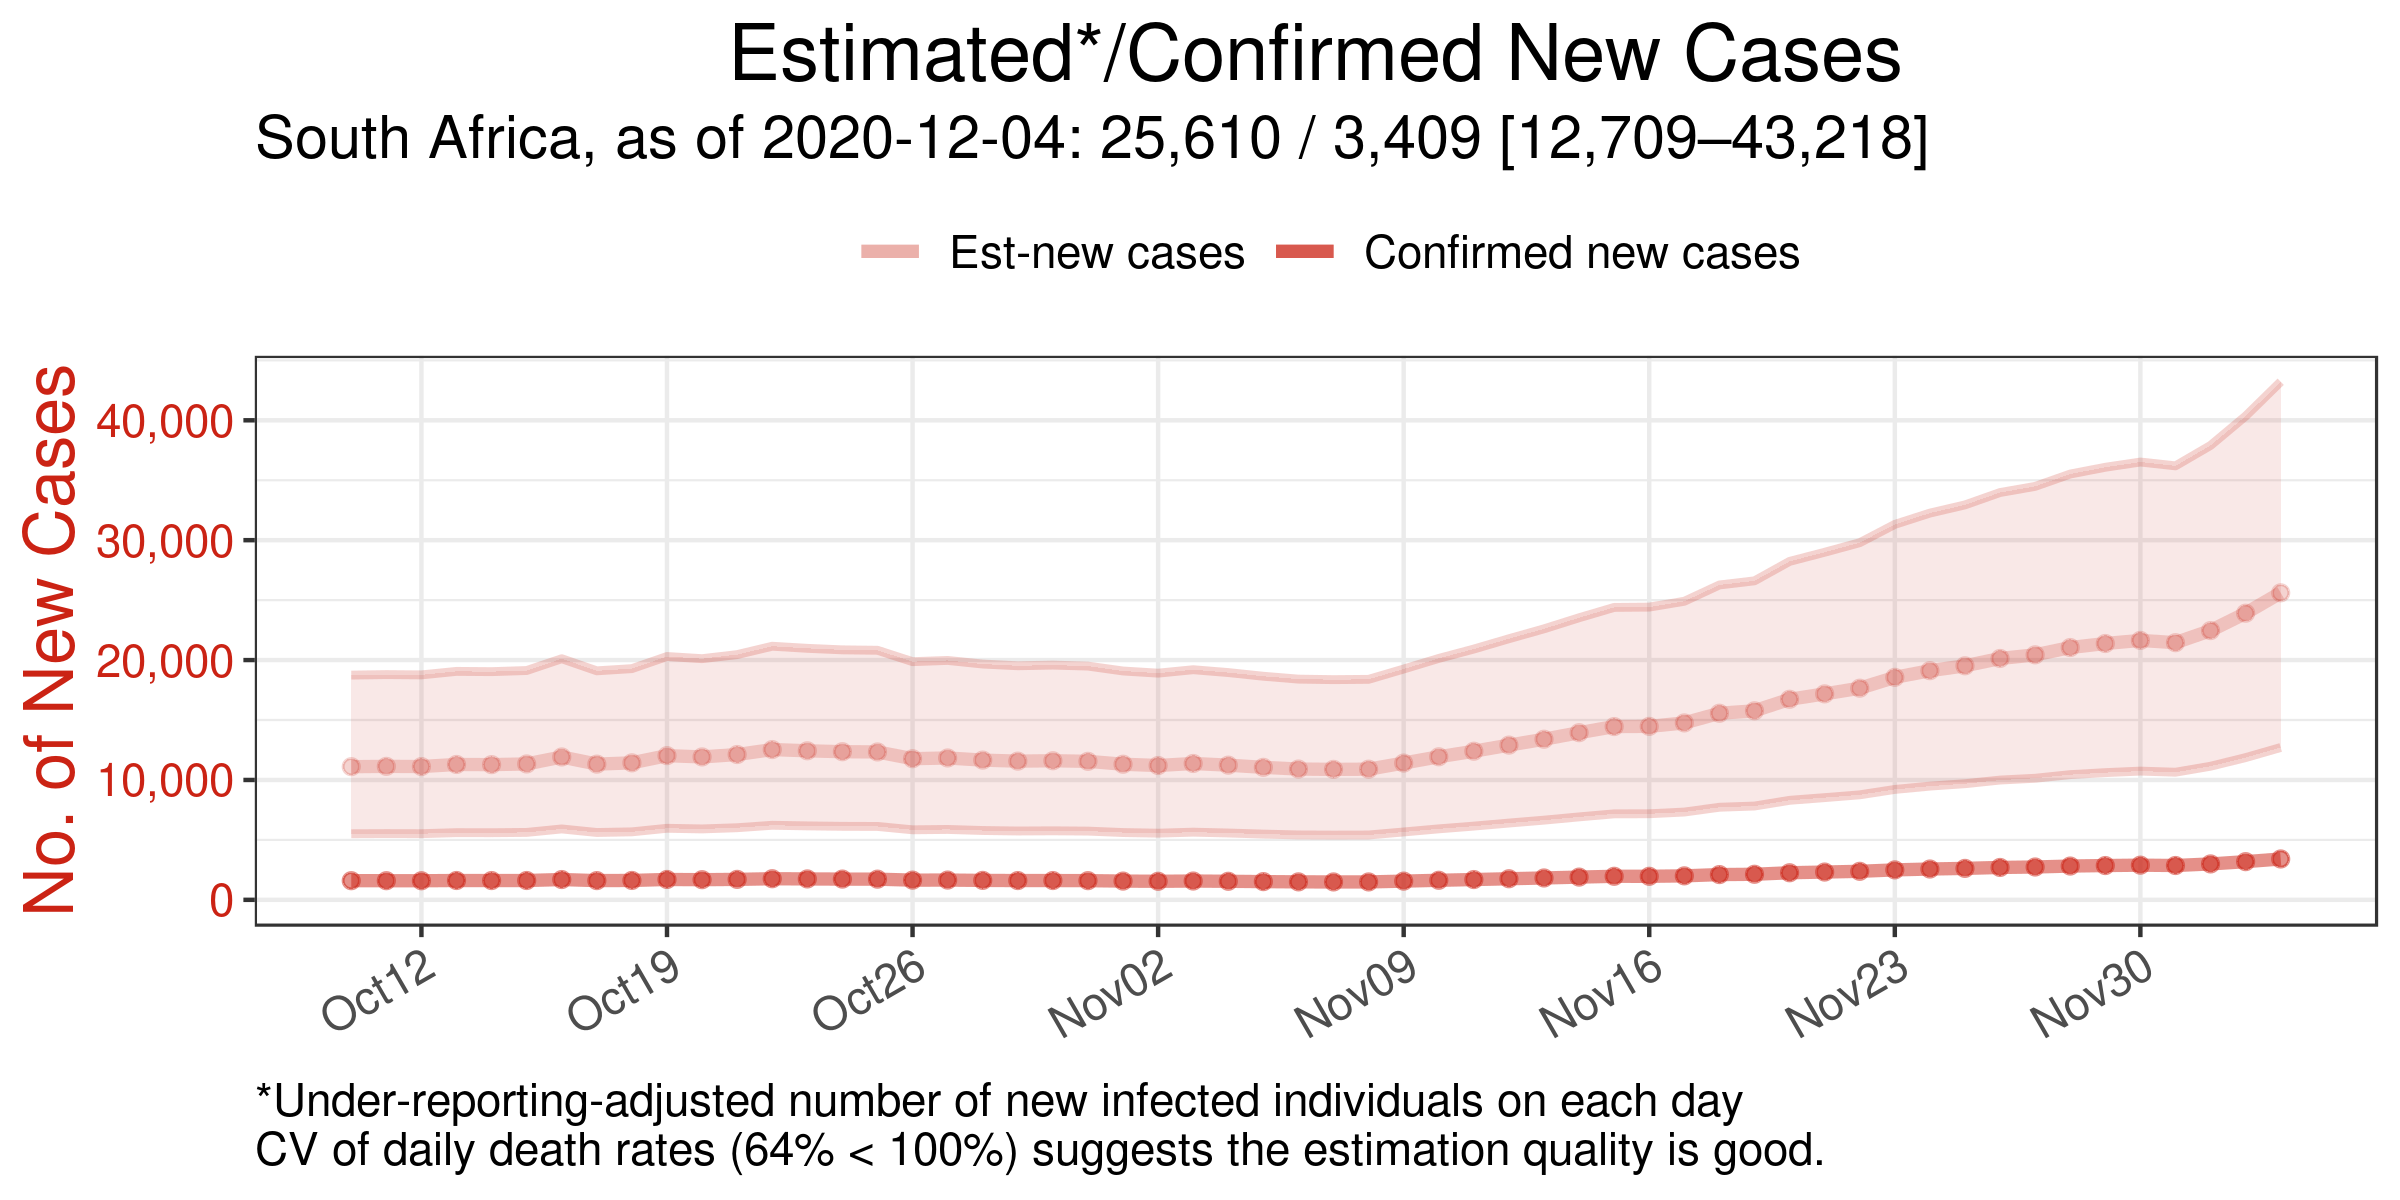 Estimated*/Confirmed New Cases
South Africa, as of 2020-12-04: 25,610 / 3,409 [12,709–43,218]
Est-new cases Confirmed new cases
No. of New Cases
40,000
30,000
20,000
10,000
0
Oct12 Oct19 Oct26 Nov02 Nov09 Nov16 Nov23 Nov30
*Under-reporting-adjusted number of new infected individuals on each day
CV of daily death rates (64% < 100%) suggests the estimation quality is good.